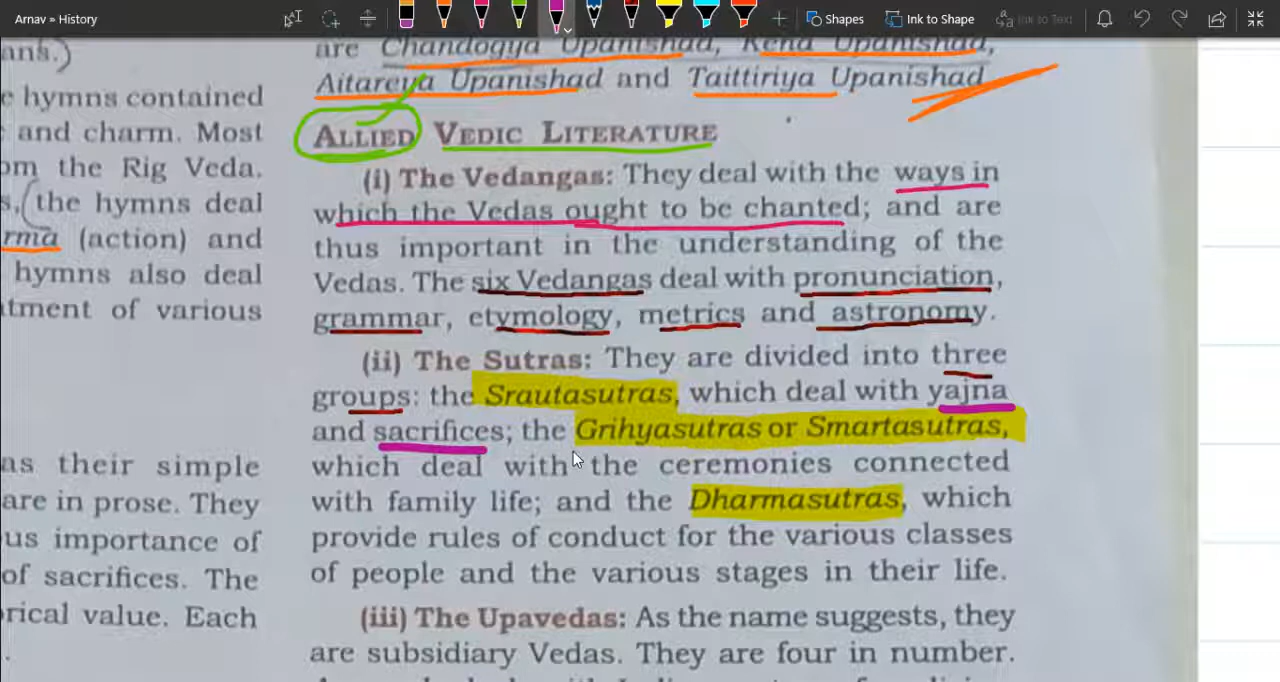 Arnav » History
Shapes
Ink to Shape
Ink to Text
ans.)
e hymns contained
and charm. Most
om the Rig Veda.
s, the hymns deal
rma (action) and
hymns also deal
tment of various
as their simple
are in prose. They
us importance of
of sacrifices. The
rical value. Each
are Chandogya Upanishad, Kena Upanishad,
Aitareya Upanishad and Taittiriya Upanishad
ALLIED VEDIC LITERATURE
(i) The Vedangas: They deal with the ways in
which the Vedas ought to be chanted; and are
thus important in the understanding of the
Vedas. The six Vedangas deal with pronunciation,
grammar, etymology, metrics and astronomy.
(ii) The Sutras: They are divided into three
groups: the Srautasutras, which deal with yajna
and sacrifices; the Grihyasutras or Smartasutras,
which deal with the ceremonies connected
with family life; and the Dharmasutras, which
provide rules of conduct for the various classes
of people and the various stages in their life.
(iii) The Upavedas: As the name suggests, they
are subsidiary Vedas. They are four in number.